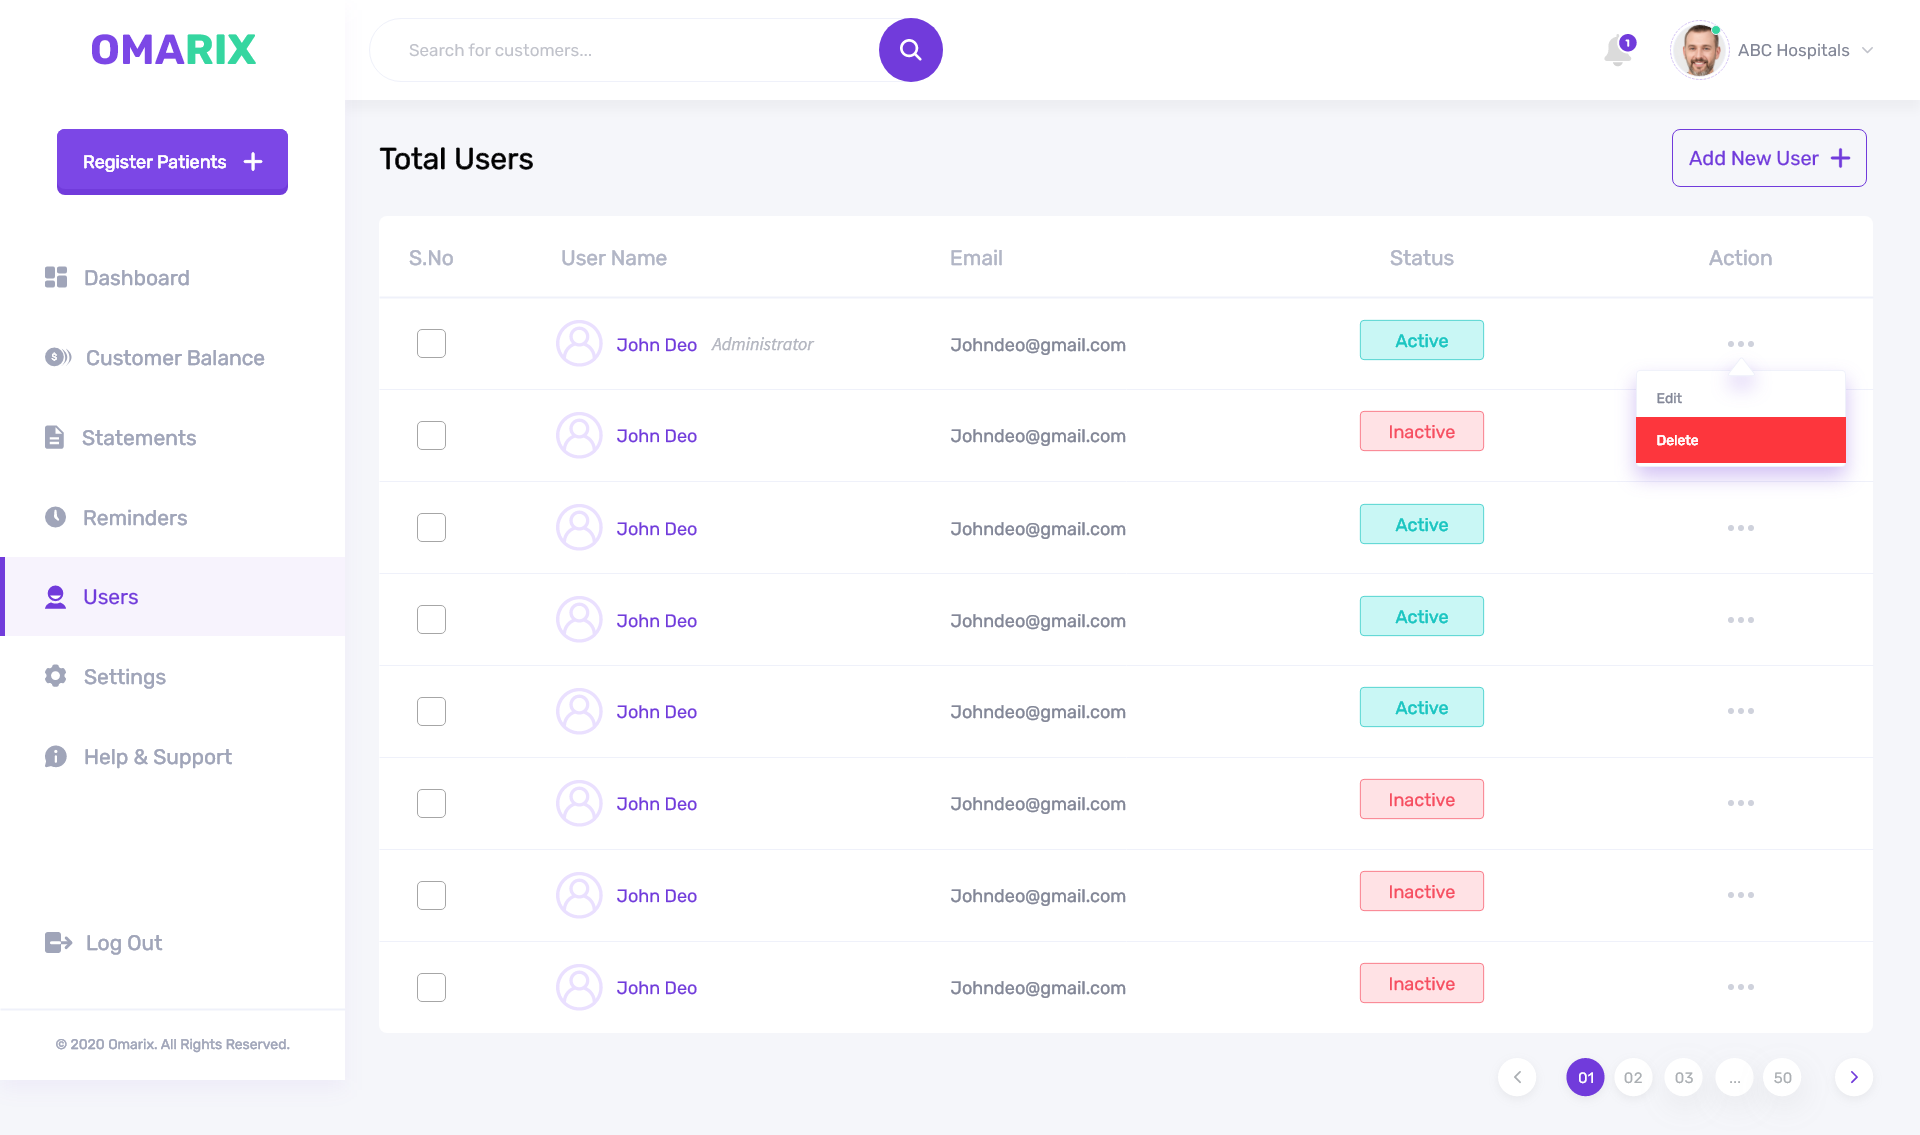 OMARIX
Search for customers...
1
ABC Hospitals
Register Patients
Total Users
Add New User
Dashboard
Customer Balance
Statements
Reminders
Users
Settings
Help & Support
Log Out
© 2020 Omarix. All Rights Reserved.
S.No User Name Email Status Action
John Deo Administrator Johndeo@gmail.com Active
Edit
Delete
John Deo Johndeo@gmail.com Inactive
John Deo Johndeo@gmail.com Active
John Deo Johndeo@gmail.com Active
John Deo Johndeo@gmail.com Active
John Deo Johndeo@gmail.com Inactive
John Deo Johndeo@gmail.com Inactive
John Deo Johndeo@gmail.com Inactive
01 02 03 ... 50